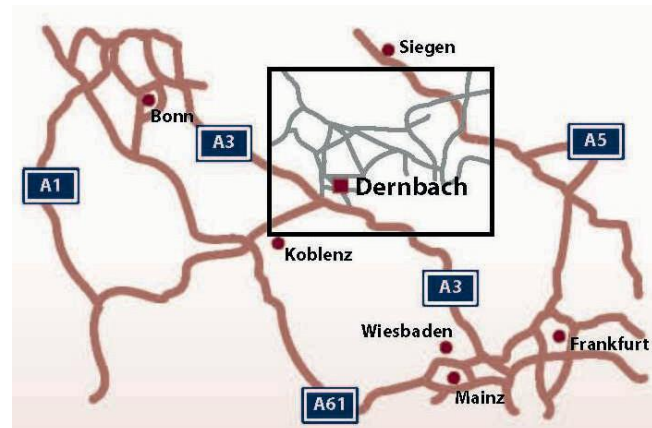 Siegen
Bonn
A3
A5
A1
Dernbach
Koblenz
A3
Wiesbaden
Frankfurt
Mainz
A61